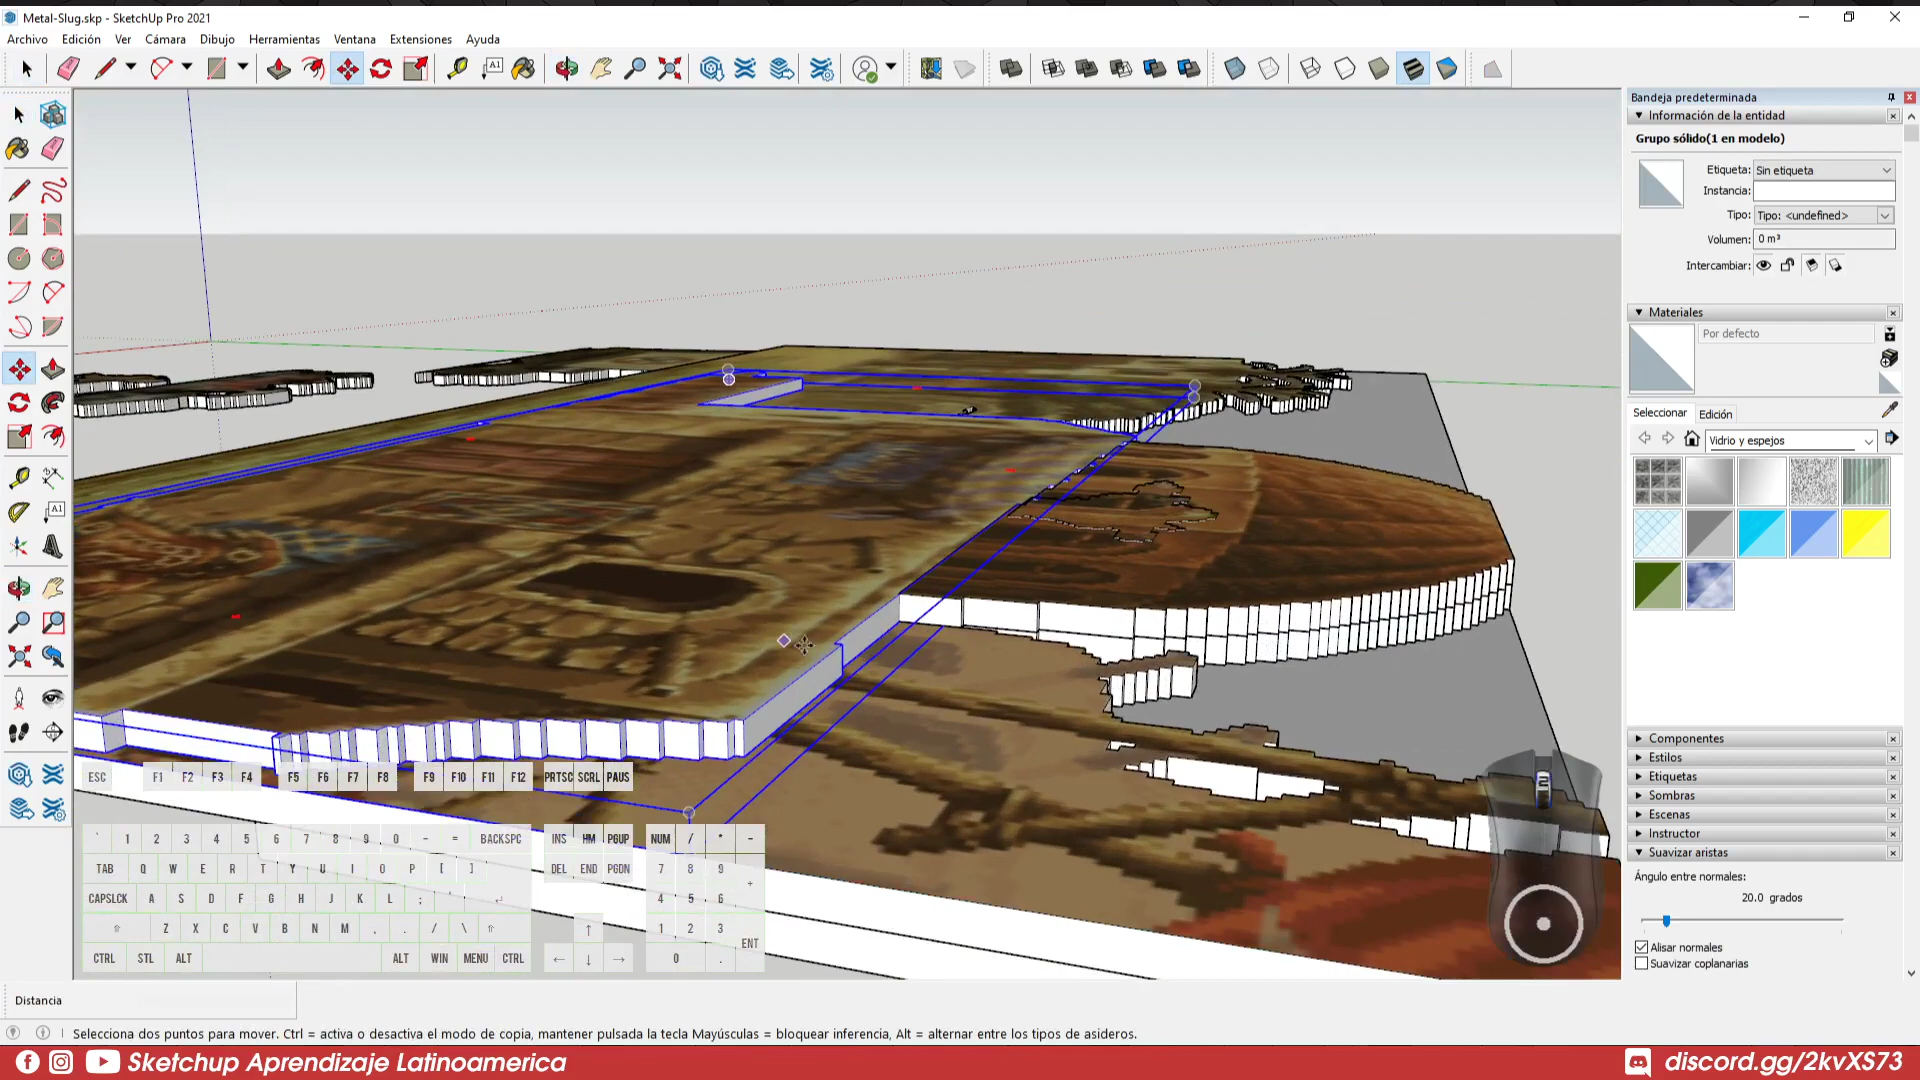 Metal-Slug.skp - SketchUp Pro 2021
Archivo Edición Ver Cámara Dibujo Herramientas Ventana Extensiones Ayuda
Bandeja predeterminada
Información de la entidad
Grupo sólido(1 en modelo)
Etiqueta: Sin etiqueta
Instancia:
Tipo: Tipo: <undefined>
Volumen: 0 m³
Intercambiar:
Materiales
Por defecto
Seleccionar Edición
Vidrio y espejos
Componentes
Estilos
Etiquetas
Sombras
Escenas
Instructor
Suavizar aristas
Ángulo entre normales:
20.0 grados
Alisar normales
Suavizar coplanarias
ESC F1 F2 F3 F4 F5 F6 F7 F8 F9 F10 F11 F12 PRTSC SCRL PAUS
` 1 2 3 4 5 6 7 8 9 0 - = BACKSPC INS HM PGUP NUM / * -
TAB Q W E R T Y U I O P [ ] DEL END PGDN 7 8 9 +
CAPSLCK A S D F G H J K L ; ' 4 5 6
Z X C V B N M , . / \ 1 2 3 ENT
CTRL STL ALT ALT WIN MENU CTRL 0 .
Distancia
Selecciona dos puntos para mover. Ctrl = activa o desactiva el modo de copia, mantener pulsada la tecla Mayúsculas = bloquear inferencia, Alt = alternar entre los tipos de asideros.
Sketchup Aprendizaje Latinoamerica
discord.gg/2kvXS73